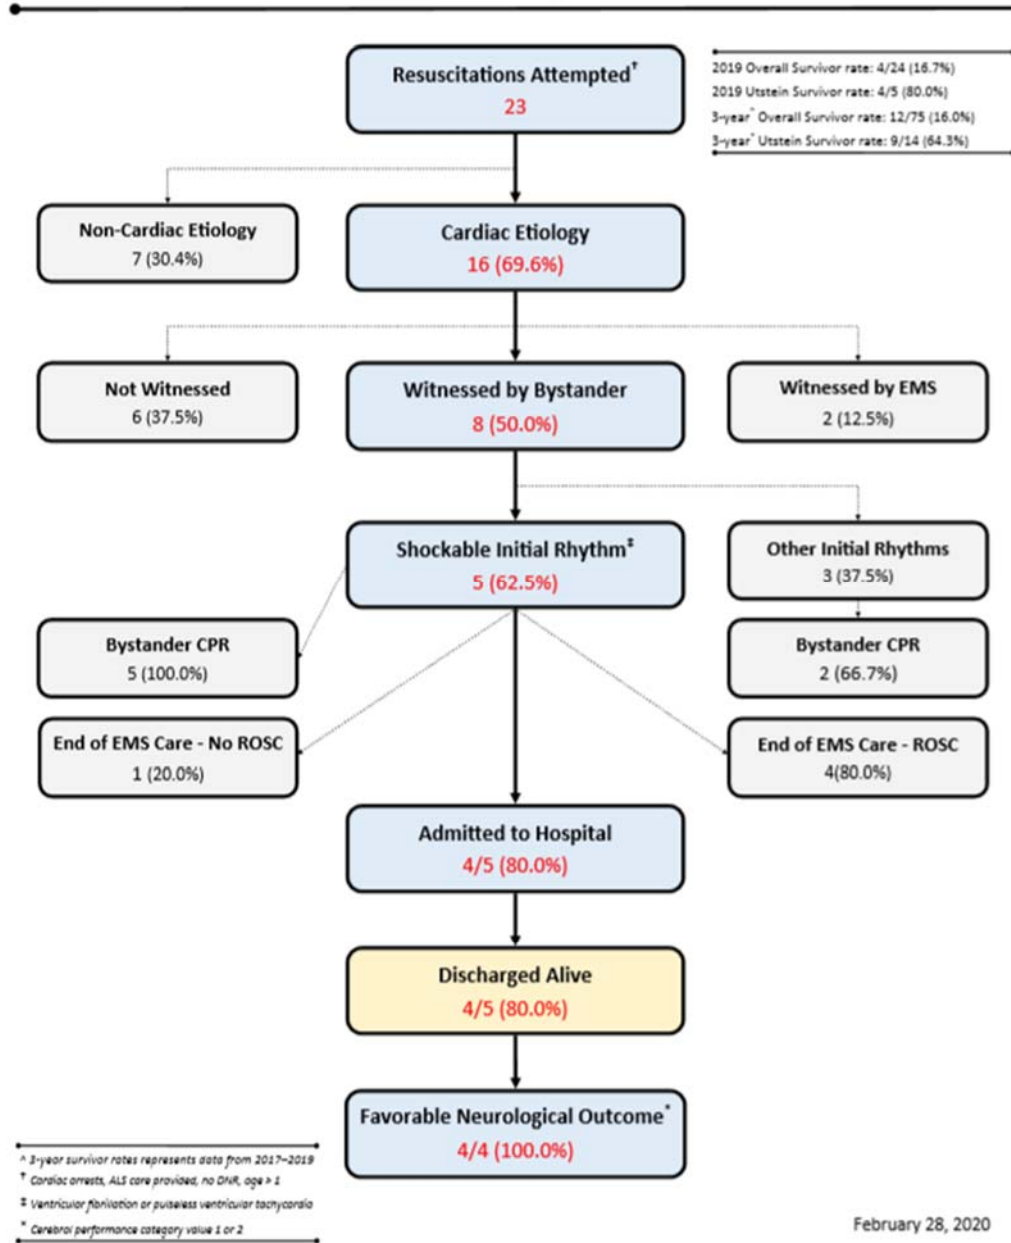 Resuscitations Attempted†
23
2019 Overall Survivor rate: 4/24 (16.7%)
2019 Utstein Survivor rate: 4/5 (80.0%)
3-year^ Overall Survivor rate: 12/75 (16.0%)
3-year^ Utstein Survivor rate: 9/14 (64.3%)
Non-Cardiac Etiology
7 (30.4%)
Cardiac Etiology
16 (69.6%)
Not Witnessed
6 (37.5%)
Witnessed by Bystander
8 (50.0%)
Witnessed by EMS
2 (12.5%)
Shockable Initial Rhythm‡
5 (62.5%)
Other Initial Rhythms
3 (37.5%)
Bystander CPR
5 (100.0%)
Bystander CPR
2 (66.7%)
End of EMS Care - No ROSC
1 (20.0%)
End of EMS Care - ROSC
4(80.0%)
Admitted to Hospital
4/5 (80.0%)
Discharged Alive
4/5 (80.0%)
Favorable Neurological Outcome*
4/4 (100.0%)
^ 3-year survivor rates represents data from 2017–2019
† Cardiac arrests, ALS care provided, no DNR, age > 1
‡ Ventricular fibrillation or pulseless ventricular tachycardia
* Cerebral performance category value 1 or 2
February 28, 2020